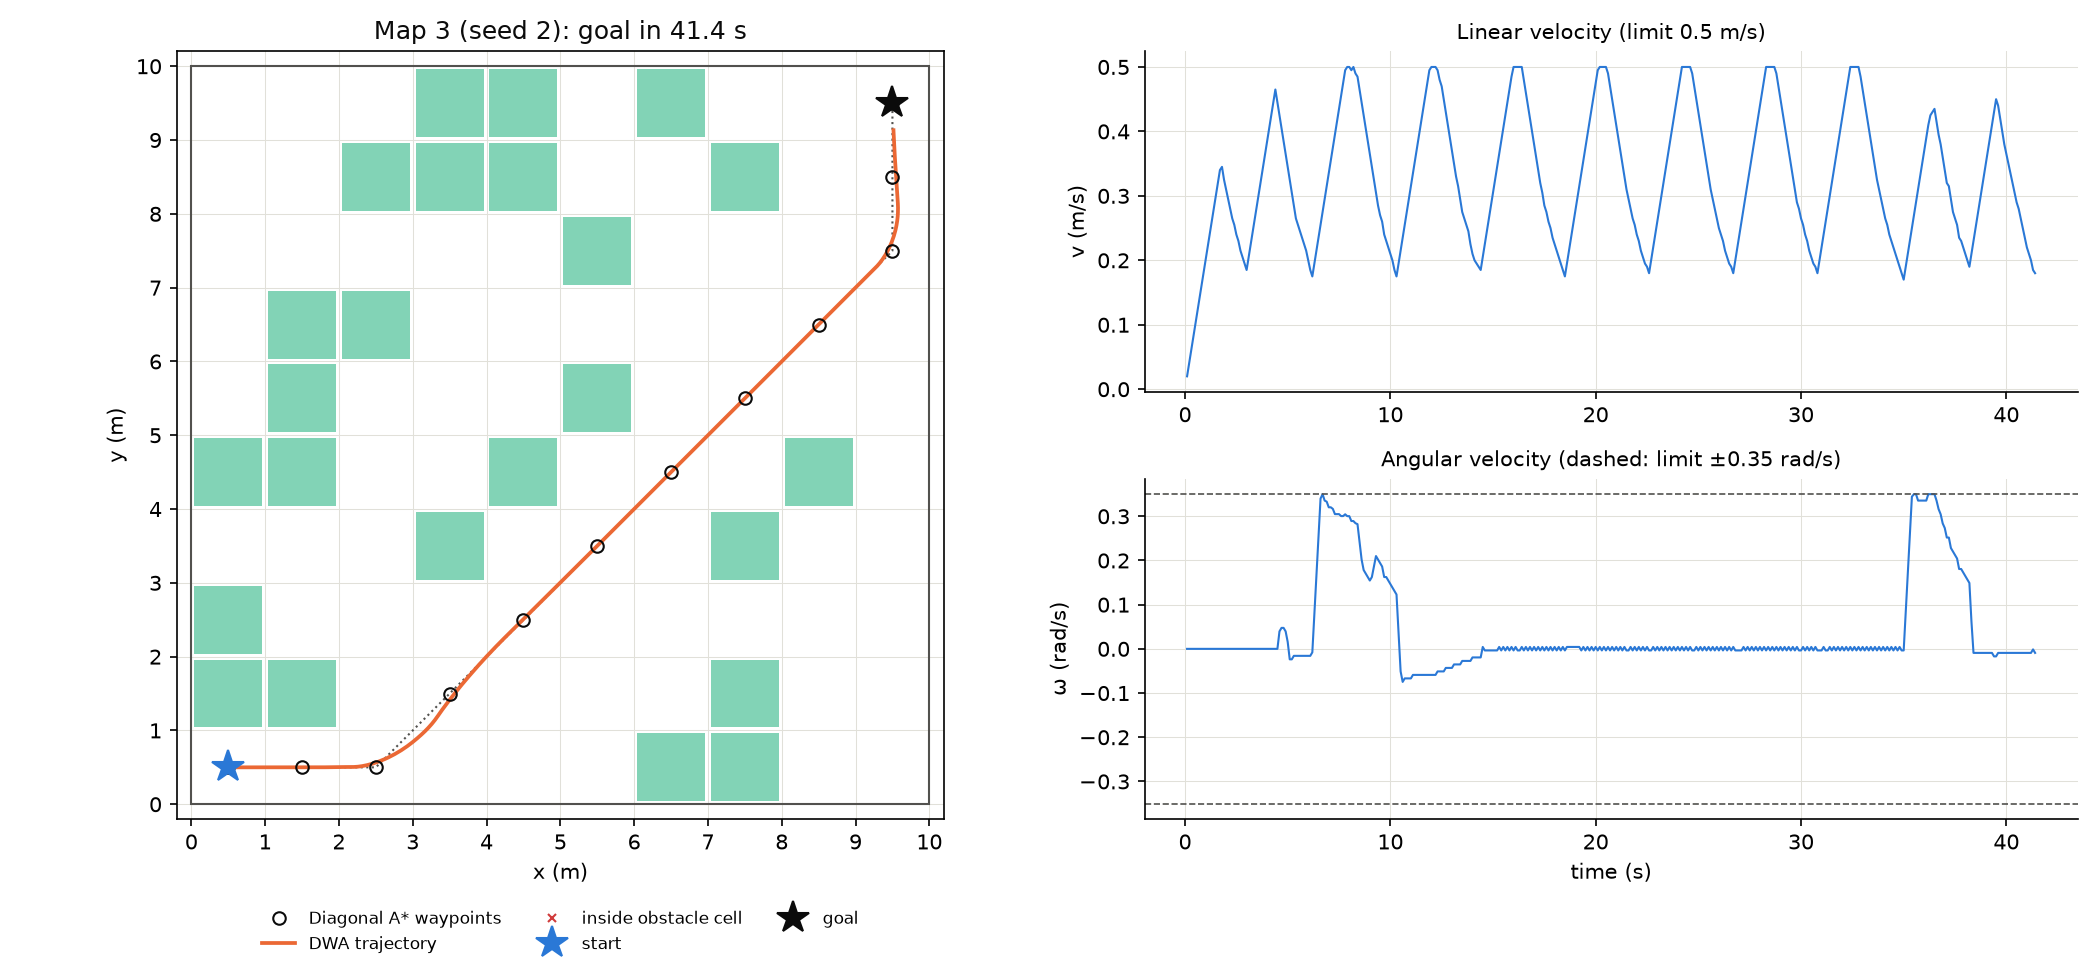 Map 3 (seed 2): goal in 41.4 s
10
9
8
7
6
5
4
3
2
1
0
y (m)
0 1 2 3 4 5 6 7 8 9 10
x (m)
Diagonal A* waypoints
DWA trajectory
inside obstacle cell
start
goal
Linear velocity (limit 0.5 m/s)
0.5
0.4
0.3
0.2
0.1
0.0
v (m/s)
0 10 20 30 40
Angular velocity (dashed: limit ±0.35 rad/s)
0.3
0.2
0.1
0.0
−0.1
−0.2
−0.3
ω (rad/s)
0 10 20 30 40
time (s)